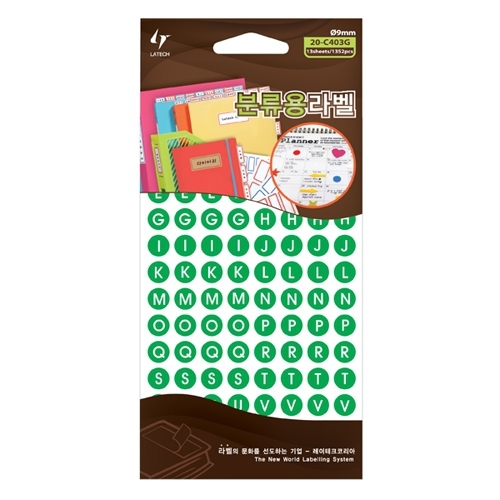 LATECH
Ø9mm
20-C403G
13sheets/1352pcs
분류용라벨
Planner
E E E E F F F F
G G G G H H H H
I I I I J J J J
K K K K L L L L
M M M M N N N N
O O O O P P P P
Q Q Q Q R R R R
S S S S T T T T
U V V V V
라벨의 문화를 선도하는 기업 - 레이테크코리아
The New World Labelling System